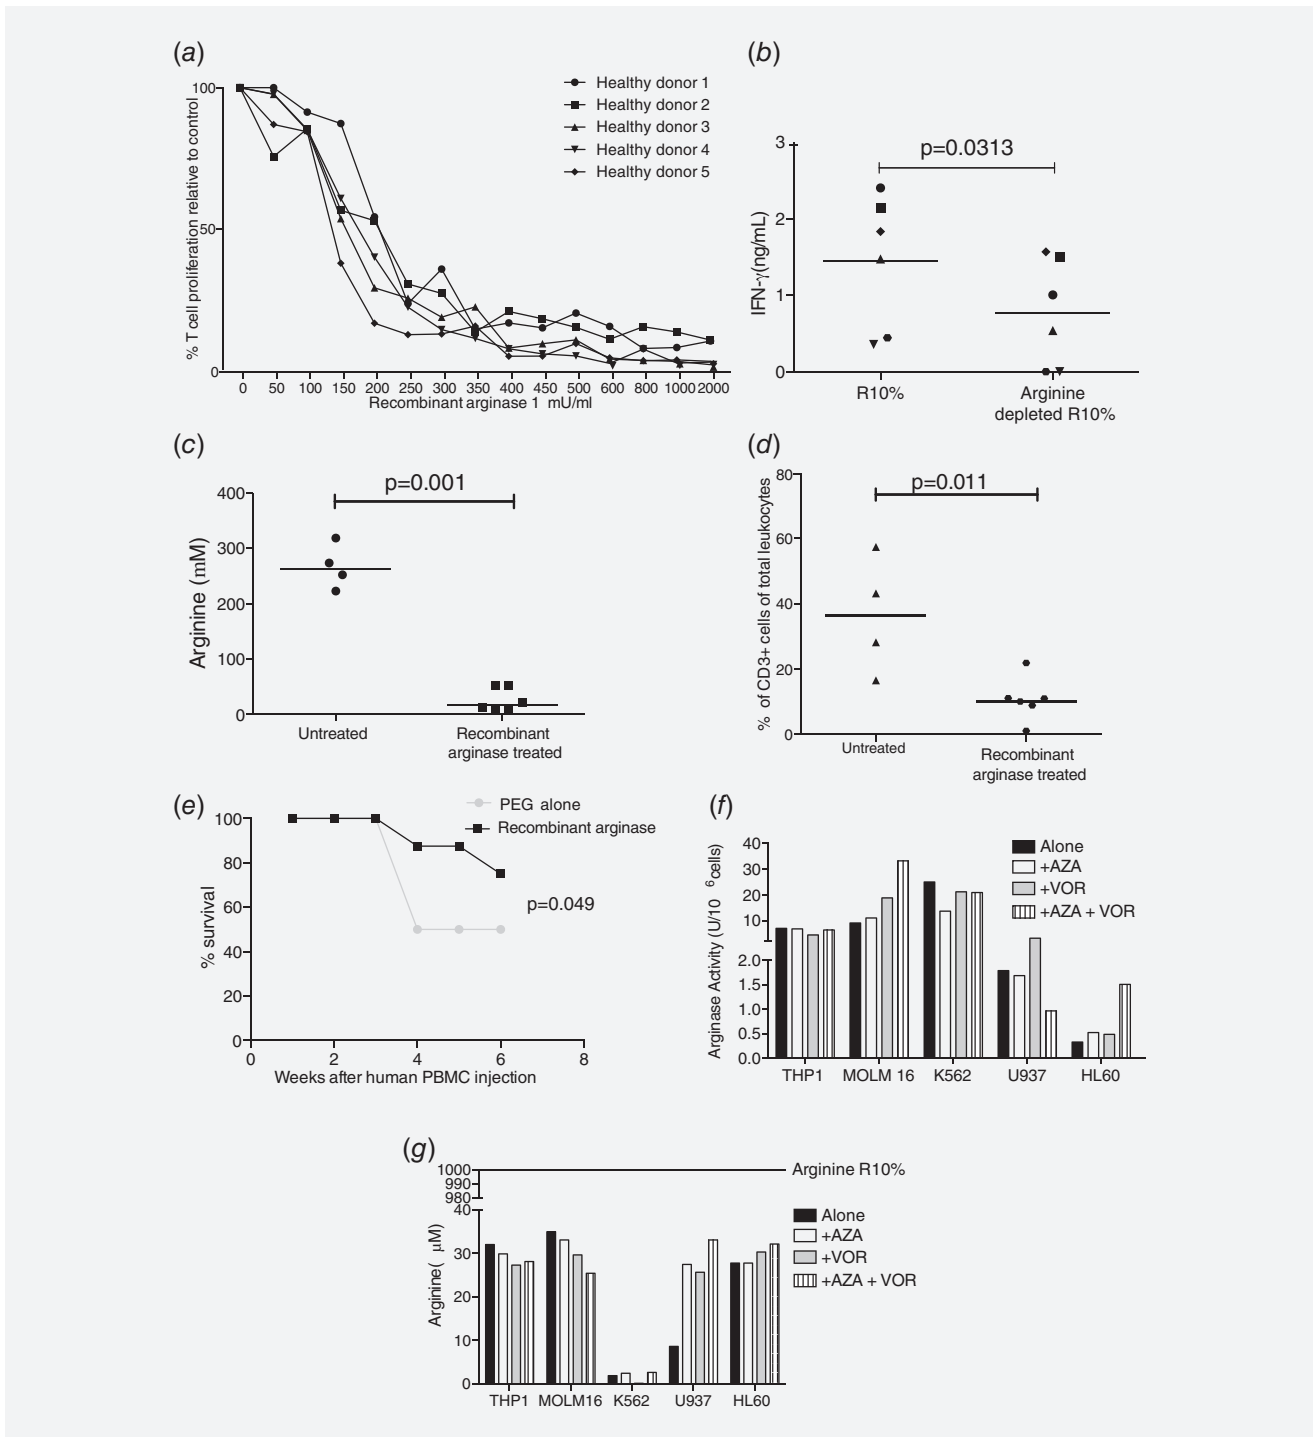 (a)
% T cell proliferation relative to control
100
50
0
0 50 100 150 200 250 300 350 400 450 500 600 800 1000 2000
Recombinant arginase 1 mU/ml
Healthy donor 1
Healthy donor 2
Healthy donor 3
Healthy donor 4
Healthy donor 5
(b)
IFN-γ(ng/mL)
3
2
1
0
p=0.0313
R10%
Arginine
depleted R10%
(c)
Arginine (mM)
400
300
200
100
0
p=0.001
Untreated
Recombinant
arginase treated
(d)
% of CD3+ cells of total leukocytes
80
60
40
20
0
p=0.011
Untreated
Recombinant
arginase treated
(e)
% survival
100
80
60
40
20
0
0 2 4 6 8
Weeks after human PBMC injection
PEG alone
Recombinant arginase
p=0.049
(f)
Arginase Activity (U/10 6cells)
40
30
20
10
2.0
1.5
1.0
0.5
0.0
THP1 MOLM 16 K562 U937 HL60
Alone
+AZA
+VOR
+AZA + VOR
(g)
Arginine( μM)
1000
990
980
40
30
20
10
0
Arginine R10%
THP1 MOLM16 K562 U937 HL60
Alone
+AZA
+VOR
+AZA + VOR